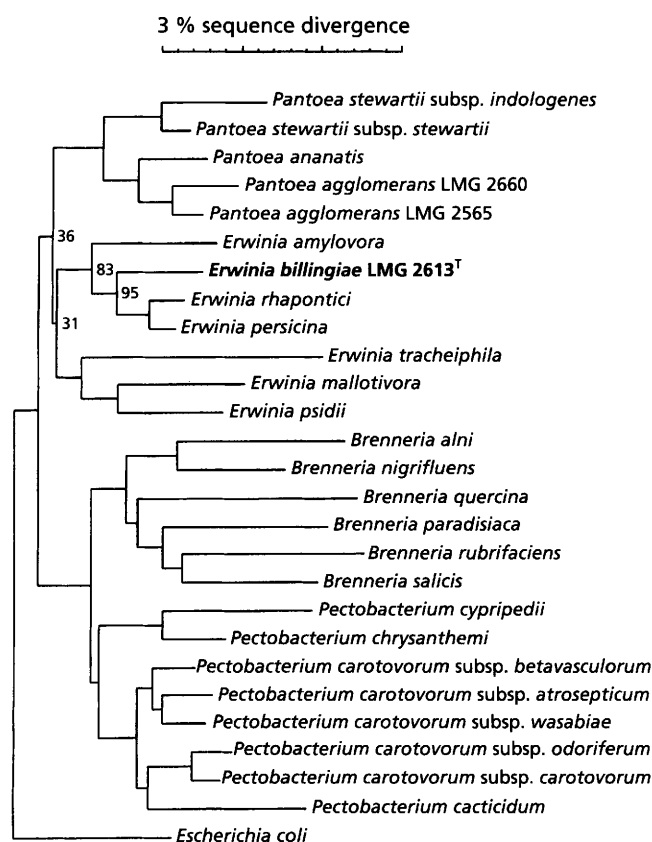 3 % sequence divergence
Pantoea stewartii subsp. indologenes
Pantoea stewartii subsp. stewartii
Pantoea ananatis
Pantoea agglomerans LMG 2660
Pantoea agglomerans LMG 2565
36
Erwinia amylovora
83
Erwinia billingiae LMG 2613ᵀ
95
Erwinia rhapontici
31
Erwinia persicina
Erwinia tracheiphila
Erwinia mallotivora
Erwinia psidii
Brenneria alni
Brenneria nigrifluens
Brenneria quercina
Brenneria paradisiaca
Brenneria rubrifaciens
Brenneria salicis
Pectobacterium cypripedii
Pectobacterium chrysanthemi
Pectobacterium carotovorum subsp. betavasculorum
Pectobacterium carotovorum subsp. atrosepticum
Pectobacterium carotovorum subsp. wasabiae
Pectobacterium carotovorum subsp. odoriferum
Pectobacterium carotovorum subsp. carotovorum
Pectobacterium cacticidum
Escherichia coli